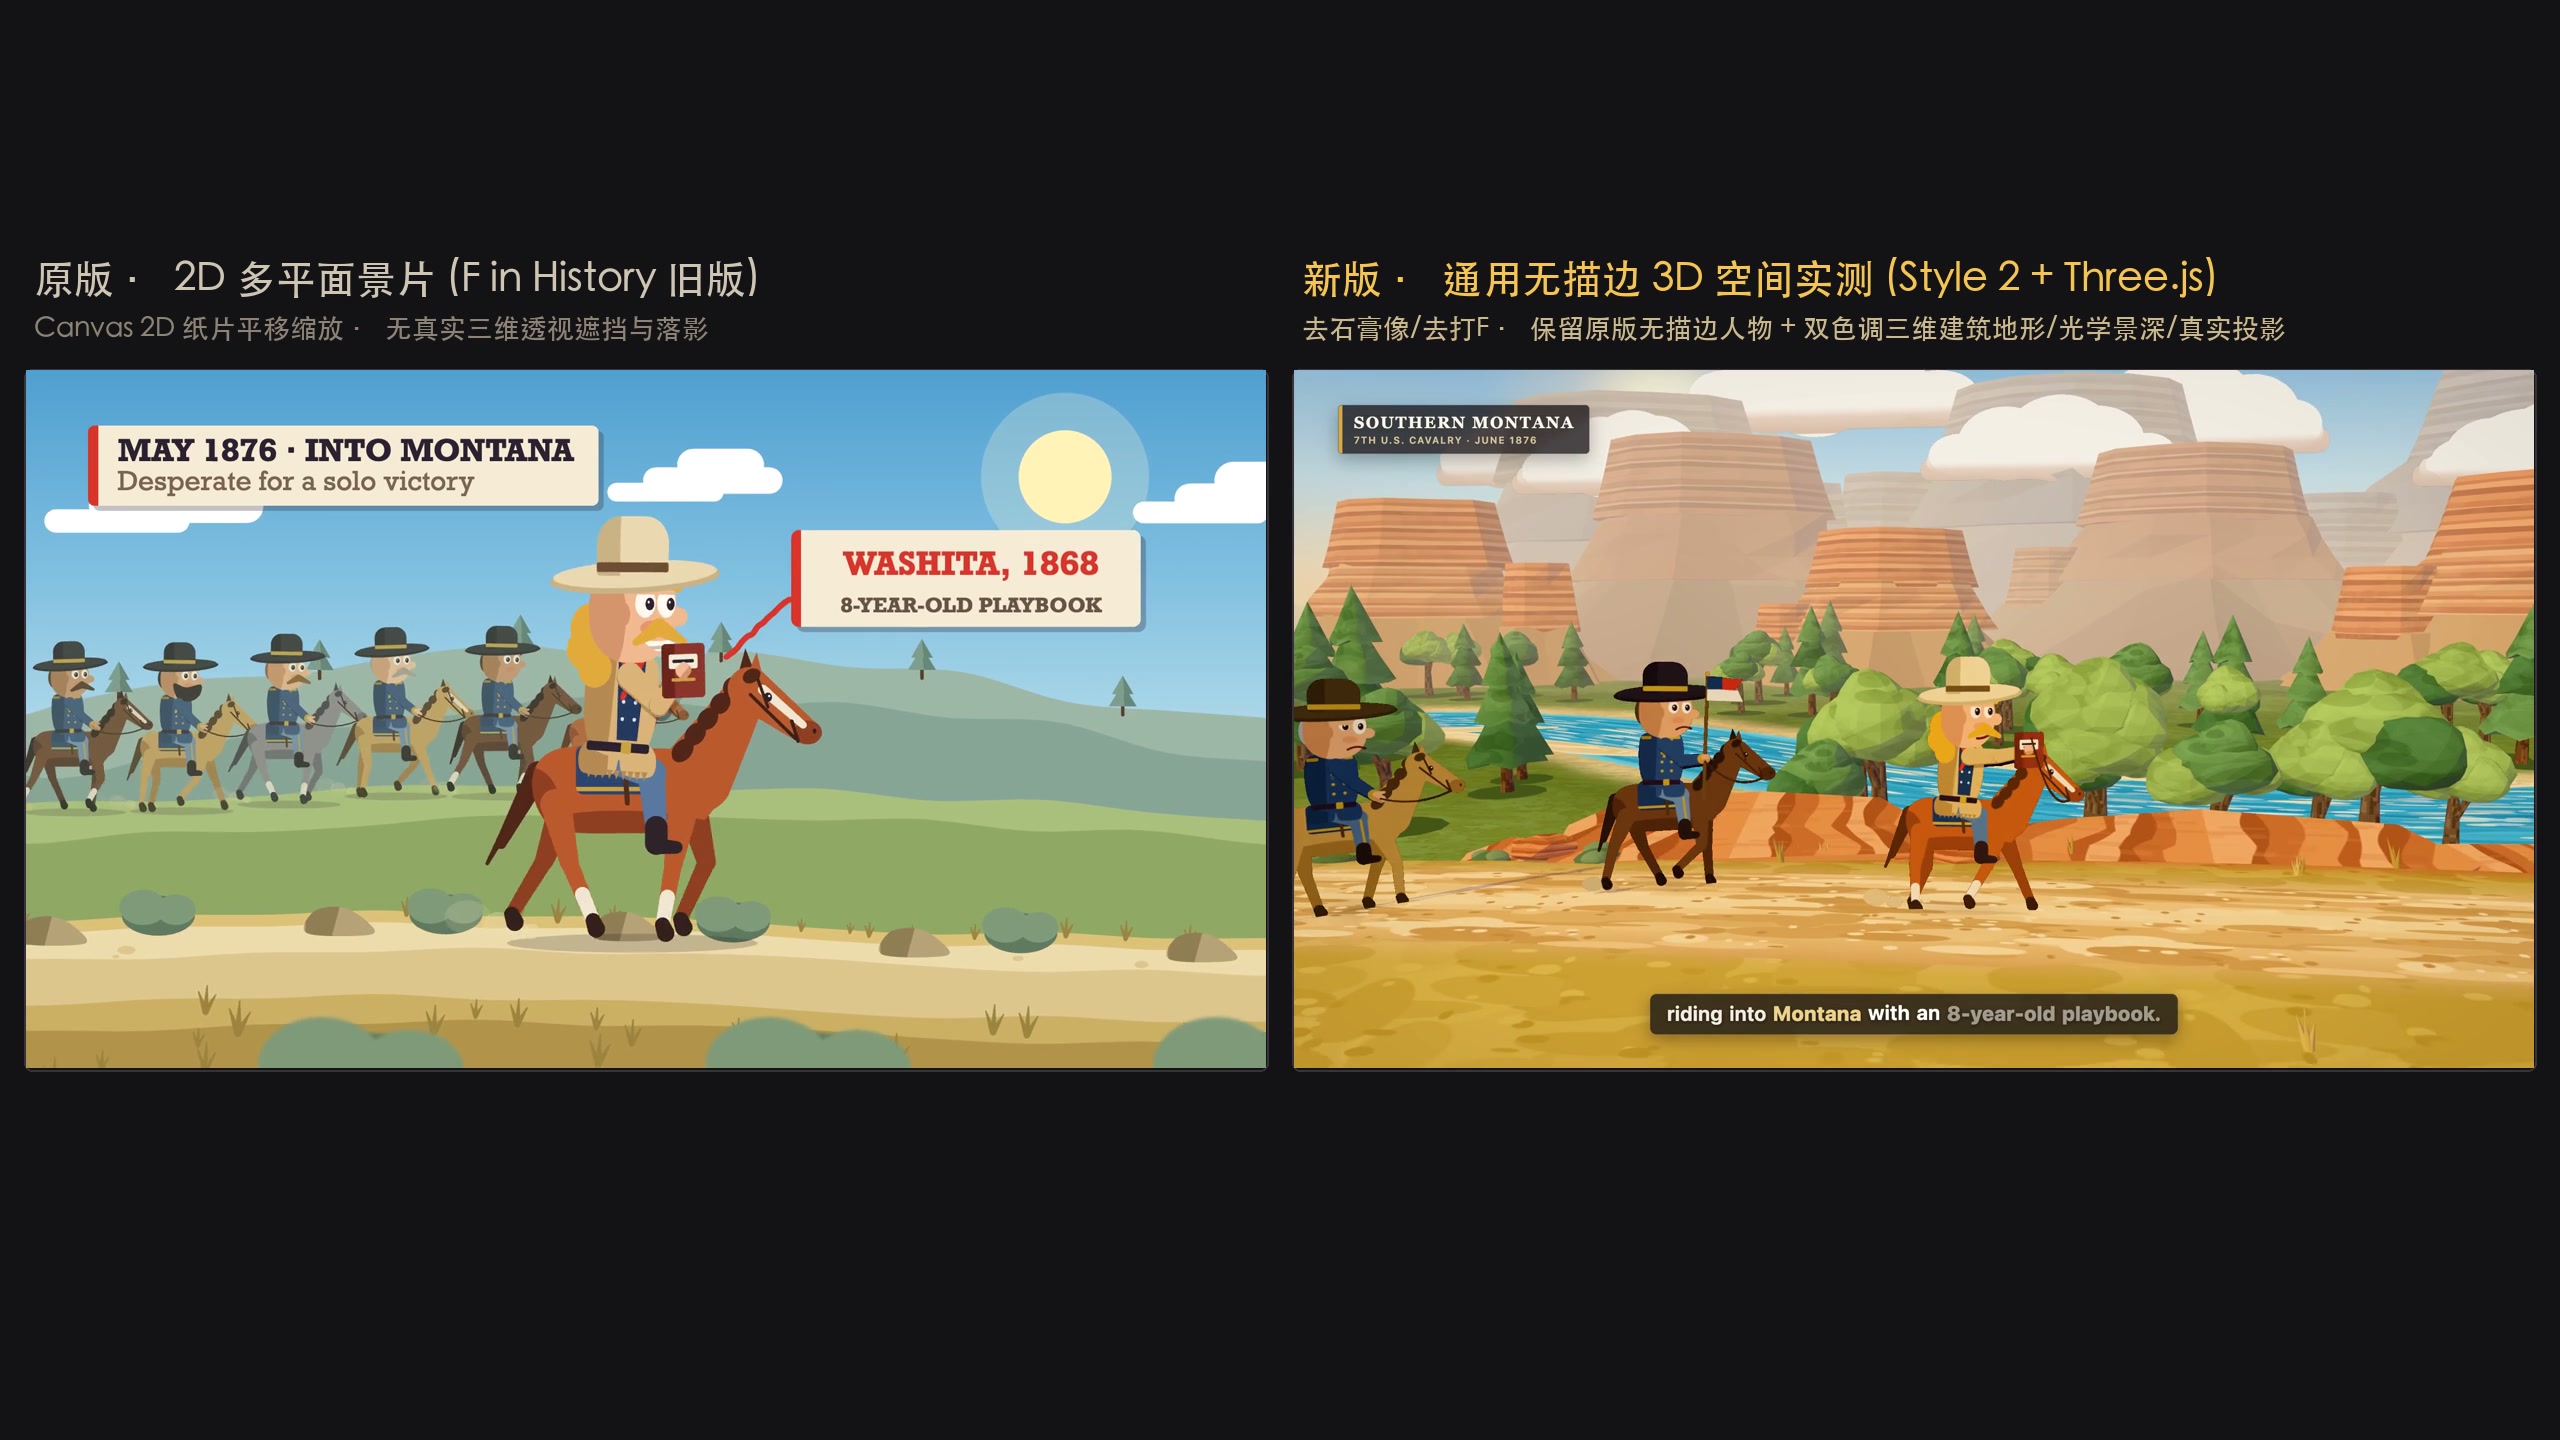 原版 · 2D 多平面景片 (F in History 旧版)
Canvas 2D 纸片平移缩放 · 无真实三维透视遮挡与落影
MAY 1876 · INTO MONTANA
Desperate for a solo victory
WASHITA, 1868
8-YEAR-OLD PLAYBOOK
新版 · 通用无描边 3D 空间实测 (Style 2 + Three.js)
去石膏像/去打F · 保留原版无描边人物 + 双色调三维建筑地形/光学景深/真实投影
SOUTHERN MONTANA
7TH U.S. CAVALRY · JUNE 1876
riding into Montana with an 8-year-old playbook.